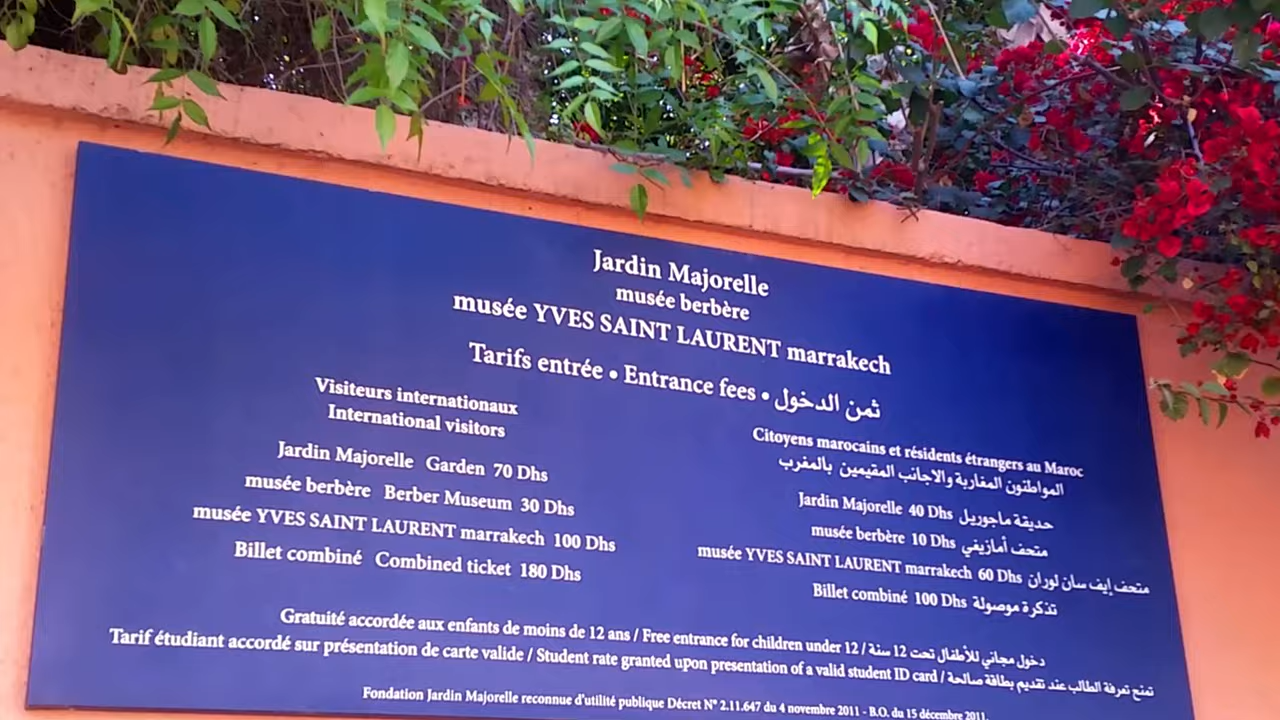 Jardin Majorelle
musée berbère
musée YVES SAINT LAURENT marrakech
Tarifs entrée • Entrance fees • ثمن الدخول
Visiteurs internationaux
International visitors
Jardin Majorelle Garden 70 Dhs
musée berbère Berber Museum 30 Dhs
musée YVES SAINT LAURENT marrakech 100 Dhs
Billet combiné Combined ticket 180 Dhs
Citoyens marocains et résidents étrangers au Maroc
المواطنون المغاربة والاجانب المقيمين بالمغرب
Jardin Majorelle 40 Dhs حديقة ماجوريل
musée berbère 10 Dhs متحف أمازيغي
musée YVES SAINT LAURENT marrakech 60 Dhs متحف إيف سان لوران
Billet combiné 100 Dhs تذكرة موصولة
Gratuité accordée aux enfants de moins de 12 ans / Free entrance for children under 12 / دخول مجاني للأطفال تحت 12 سنة
Tarif étudiant accordé sur présentation de carte valide / Student rate granted upon presentation of a valid student ID card / تمنح تعرفة الطالب عند تقديم بطاقة صالحة
Fondation Jardin Majorelle reconnue d'utilité publique Décret N° 2.11.647 du 4 novembre 2011 - B.O. du 15 décembre 2011.